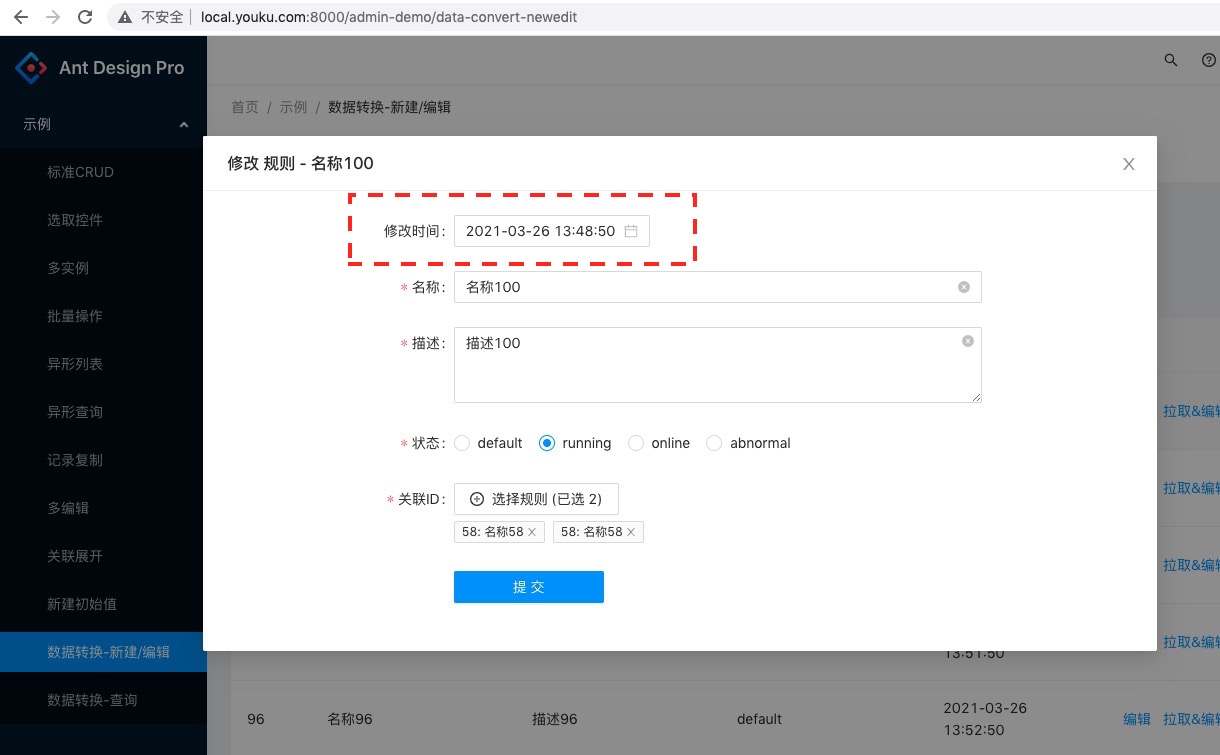 不安全 local.youku.com:8000/admin-demo/data-convert-newedit
Ant Design Pro
示例
标准CRUD
选取控件
多实例
批量操作
异形列表
异形查询
记录复制
多编辑
关联展开
新建初始值
数据转换-新建/编辑
数据转换-查询
首页 / 示例 / 数据转换-新建/编辑
修改 规则 - 名称100
修改时间: 2021-03-26 13:48:50
* 名称: 名称100
* 描述: 描述100
* 状态: default running online abnormal
* 关联ID: 选择规则 (已选 2)
58: 名称58 58: 名称58
提 交
拉取&编辑
拉取&编辑
拉取&编辑
拉取&编辑
13:51:50
96 名称96 描述96 default 2021-03-26 13:52:50 编辑 拉取&编辑